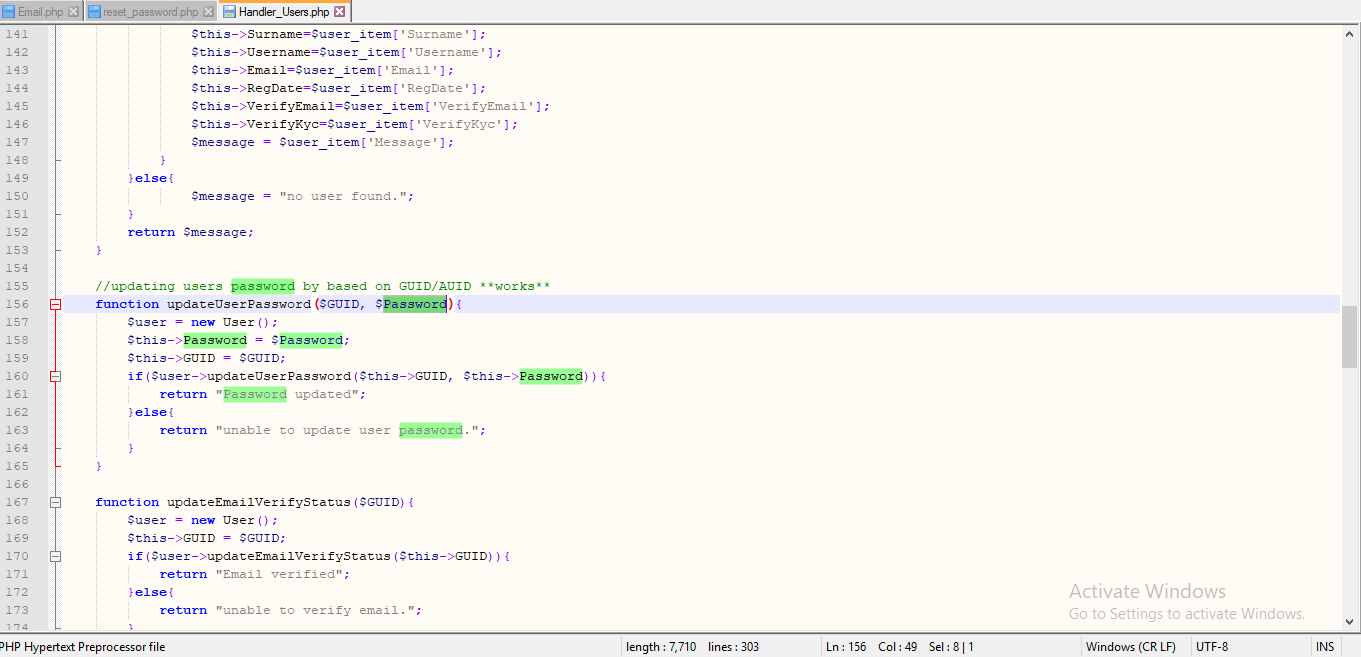 Email.php reset_password.php Handler_Users.php
141 $this->Surname=$user_item['Surname'];
142 $this->Username=$user_item['Username'];
143 $this->Email=$user_item['Email'];
144 $this->RegDate=$user_item['RegDate'];
145 $this->VerifyEmail=$user_item['VerifyEmail'];
146 $this->VerifyKyc=$user_item['VerifyKyc'];
147 $message = $user_item['Message'];
148 }
149 }else{
150 $message = "no user found.";
151 }
152 return $message;
153 }
154
155 //updating users password by based on GUID/AUID **works**
156 function updateUserPassword($GUID, $Password){
157 $user = new User();
158 $this->Password = $Password;
159 $this->GUID = $GUID;
160 if($user->updateUserPassword($this->GUID, $this->Password)){
161 return "Password updated";
162 }else{
163 return "unable to update user password.";
164 }
165 }
166
167 function updateEmailVerifyStatus($GUID){
168 $user = new User();
169 $this->GUID = $GUID;
170 if($user->updateEmailVerifyStatus($this->GUID)){
171 return "Email verified";
172 }else{
173 return "unable to verify email.";
174 }
Activate Windows
Go to Settings to activate Windows.
PHP Hypertext Preprocessor file length : 7,710 lines : 303 Ln : 156 Col : 49 Sel : 8 | 1 Windows (CR LF) UTF-8 INS